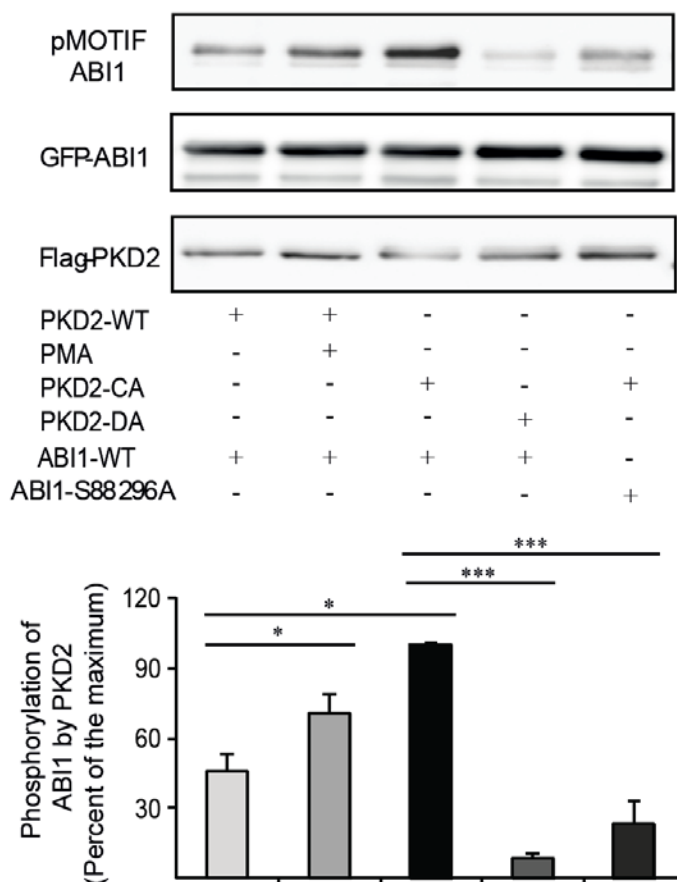 pMOTIF
ABI1
GFP-ABI1
Flag-PKD2
PKD2-WT + + - - -
PMA - + - - -
PKD2-CA - - + - +
PKD2-DA - - - + -
ABI1-WT + + + + -
ABI1-S88296A - - - - +
***
***
*
*
Phosphorylation of
ABI1 by PKD2
(Percent of the maximum)
120
90
60
30